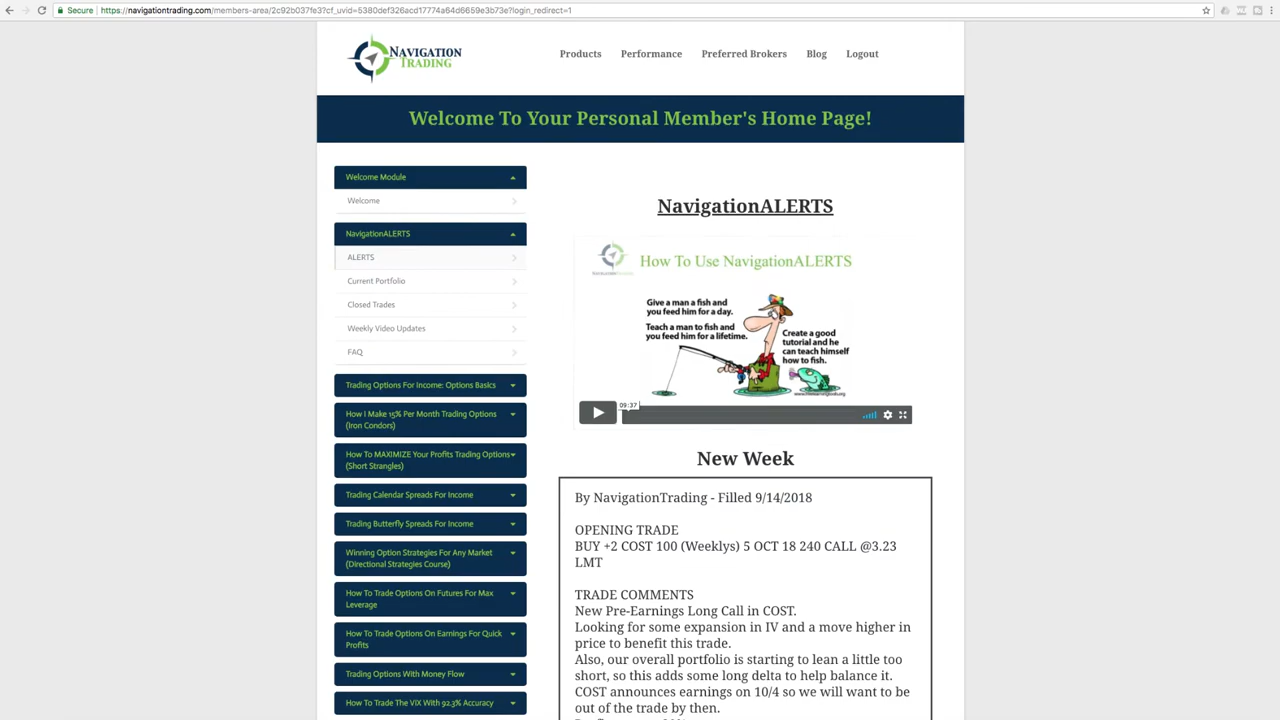 Secure
https://navigationtrading.com/members-area/2c92b037fe3?cf_uvid=5380def326acd17774a64d6659e3b73e?login_redirect=1
NAVIGATION
TRADING
Products
Performance
Preferred Brokers
Blog
Logout
Welcome To Your Personal Member's Home Page!
Welcome Module
Welcome
NavigationALERTS
ALERTS
Current Portfolio
Closed Trades
Weekly Video Updates
FAQ
Trading Options For Income: Options Basics
How I Make 15% Per Month Trading Options
(Iron Condors)
How To MAXIMIZE Your Profits Trading Options
(Short Strangles)
Trading Calendar Spreads For Income
Trading Butterfly Spreads For Income
Winning Option Strategies For Any Market
(Directional Strategies Course)
How To Trade Options On Futures For Max
Leverage
How To Trade Options On Earnings For Quick
Profits
Trading Options With Money Flow
How To Trade The VIX With 92.3% Accuracy
NavigationALERTS
How To Use NavigationALERTS
Give a man a fish and
you feed him for a day.
Teach a man to fish and
you feed him for a lifetime.
Create a good
tutorial and he
can teach himself
how to fish.
09:37
New Week
By NavigationTrading - Filled 9/14/2018
OPENING TRADE
BUY +2 COST 100 (Weeklys) 5 OCT 18 240 CALL @3.23
LMT
TRADE COMMENTS
New Pre-Earnings Long Call in COST.
Looking for some expansion in IV and a move higher in
price to benefit this trade.
Also, our overall portfolio is starting to lean a little too
short, so this adds some long delta to help balance it.
COST announces earnings on 10/4 so we will want to be
out of the trade by then.